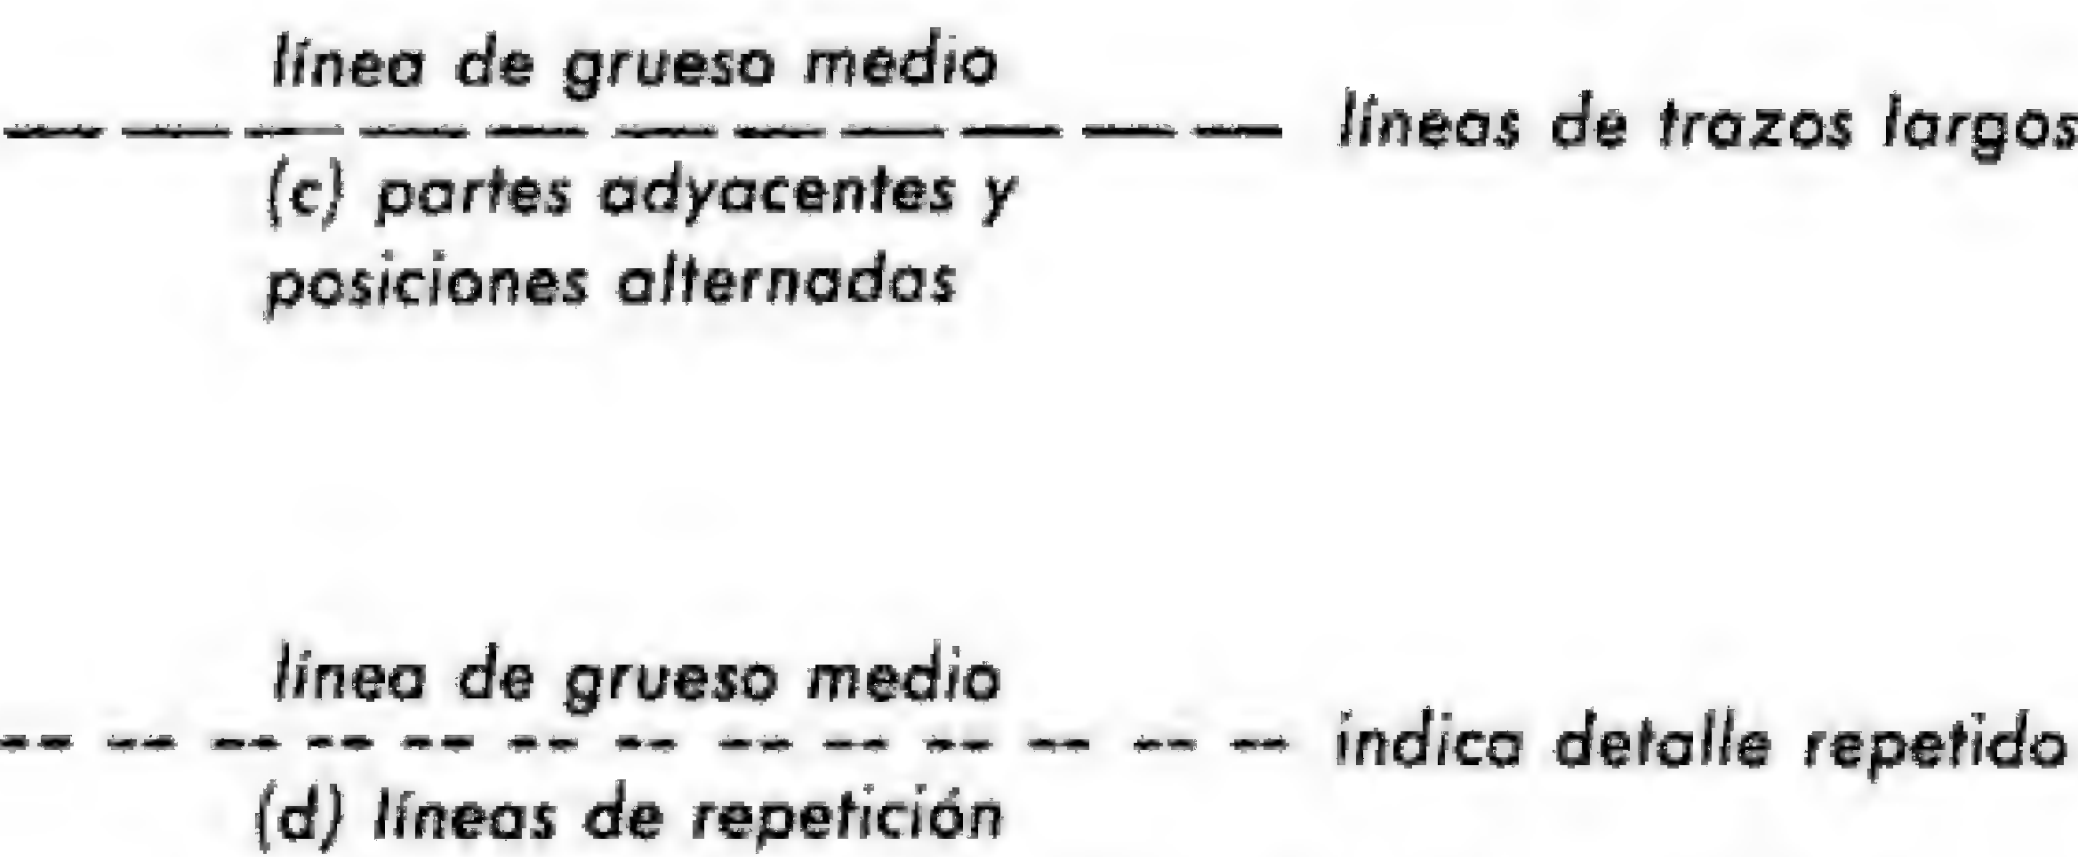 línea de grueso medio
líneas de trazos largos
(c) partes adyacentes y
posiciones alternadas
línea de grueso medio
indica detalle repetido
(d) líneas de repetición